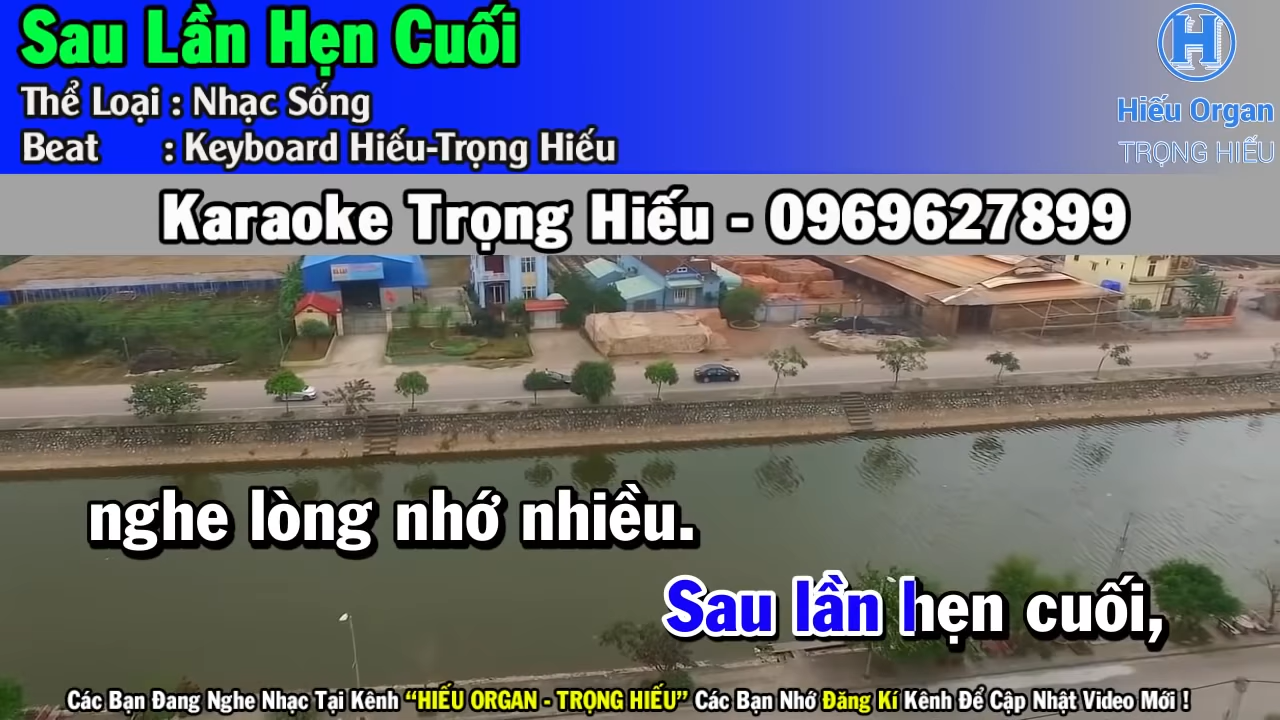 Sau Lần Hẹn Cuối
Thể Loại : Nhạc Sống
Beat : Keyboard Hiếu-Trọng Hiếu
H
Hiếu Organ
TRỌNG HIẾU
Karaoke Trọng Hiếu - 0969627899
nghe lòng nhớ nhiều.
Sau lần hẹn cuối,
Các Bạn Đang Nghe Nhạc Tại Kênh “HIẾU ORGAN - TRỌNG HIẾU” Các Bạn Nhớ Đăng Kí Kênh Để Cập Nhật Video Mới !